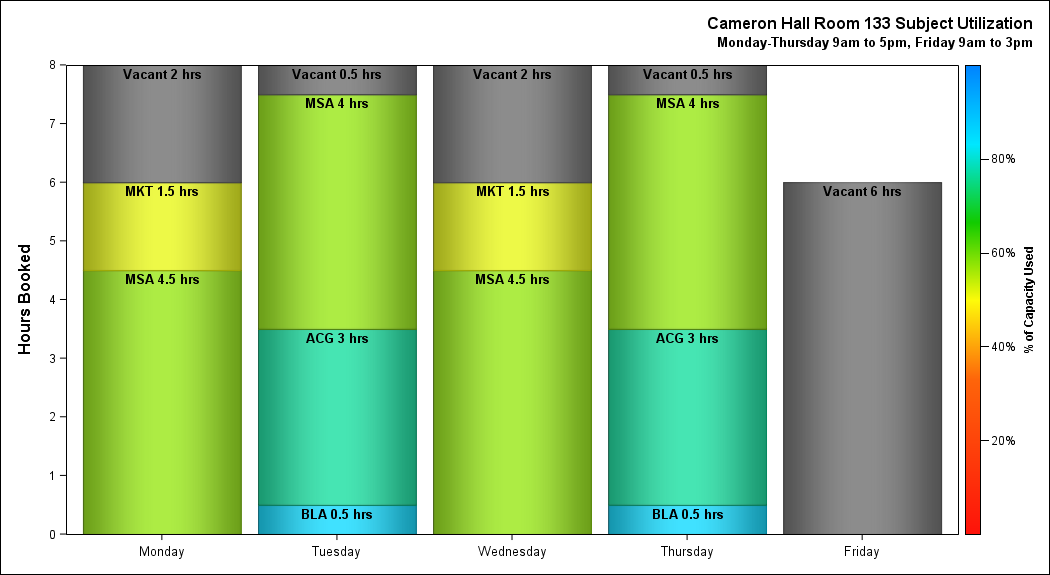 Cameron Hall Room 133 Subject Utilization
Monday-Thursday 9am to 5pm, Friday 9am to 3pm
Hours Booked
8
7
6
5
4
3
2
1
0
Vacant 2 hrs
MKT 1.5 hrs
MSA 4.5 hrs
Vacant 0.5 hrs
MSA 4 hrs
ACG 3 hrs
BLA 0.5 hrs
Vacant 2 hrs
MKT 1.5 hrs
MSA 4.5 hrs
Vacant 0.5 hrs
MSA 4 hrs
ACG 3 hrs
BLA 0.5 hrs
Vacant 6 hrs
Monday
Tuesday
Wednesday
Thursday
Friday
80%
60%
40%
20%
% of Capacity Used